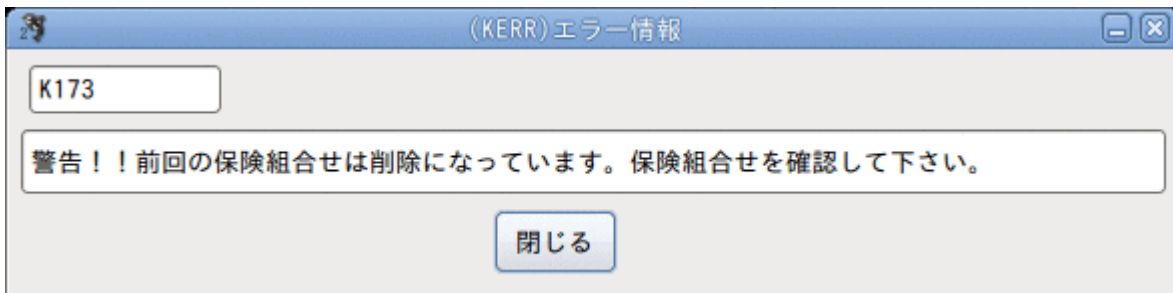 (KERR)エラー情報
K173
警告！！前回の保険組合せは削除になっています。保険組合せを確認して下さい。
閉じる